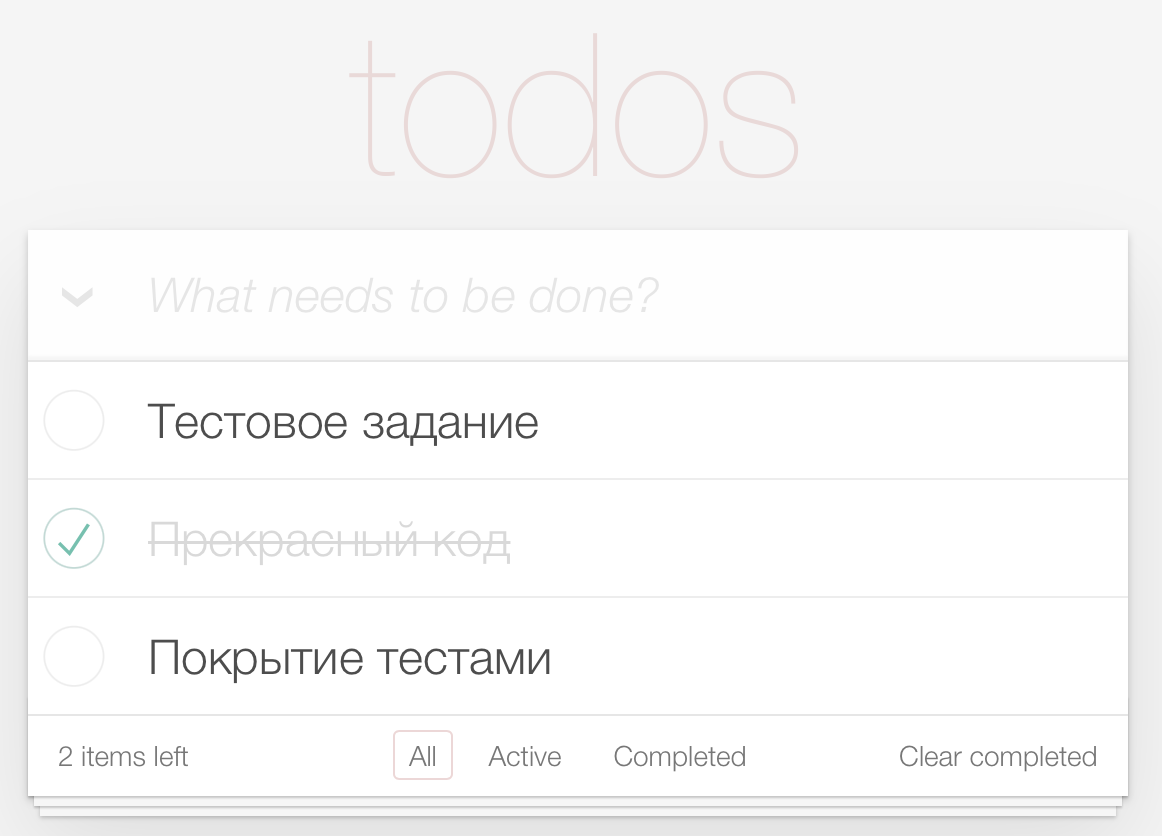 todos
What needs to be done?
Тестовое задание
Прекрасный код
Покрытие тестами
2 items left All Active Completed Clear completed